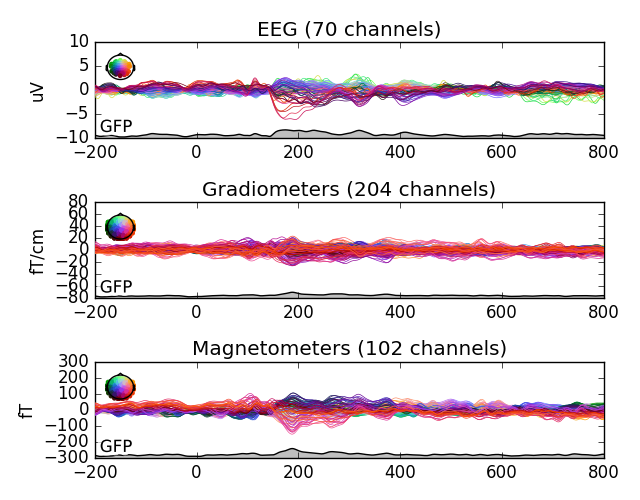 EEG (70 channels)
10
5
0
−5
−10
uV
GFP
−200 0 200 400 600 800
Gradiometers (204 channels)
80
60
40
20
0
−20
−40
−60
−80
fT/cm
GFP
−200 0 200 400 600 800
Magnetometers (102 channels)
300
200
100
0
−100
−200
−300
fT
GFP
−200 0 200 400 600 800